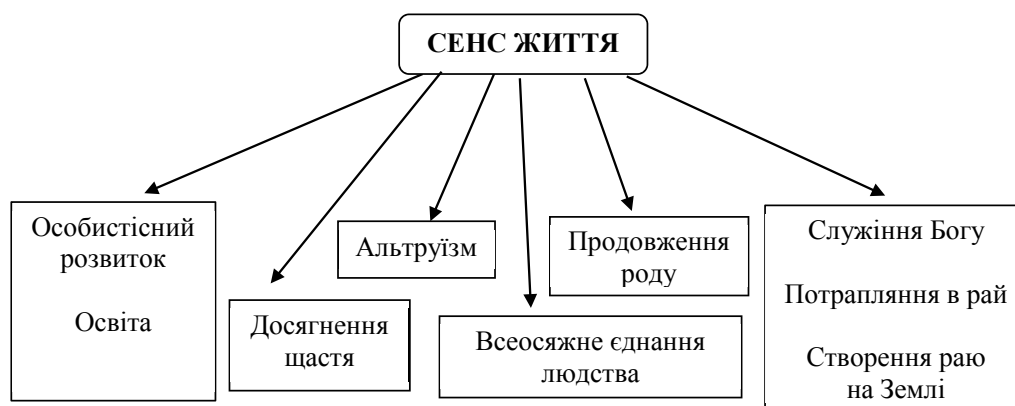 СЕНС ЖИТТЯ
Особистісний
розвиток
Освіта
Досягнення
щастя
Альтруїзм
Всеосяжне єднання
людства
Продовження
роду
Служіння Богу
Потрапляння в рай
Створення раю
на Землі